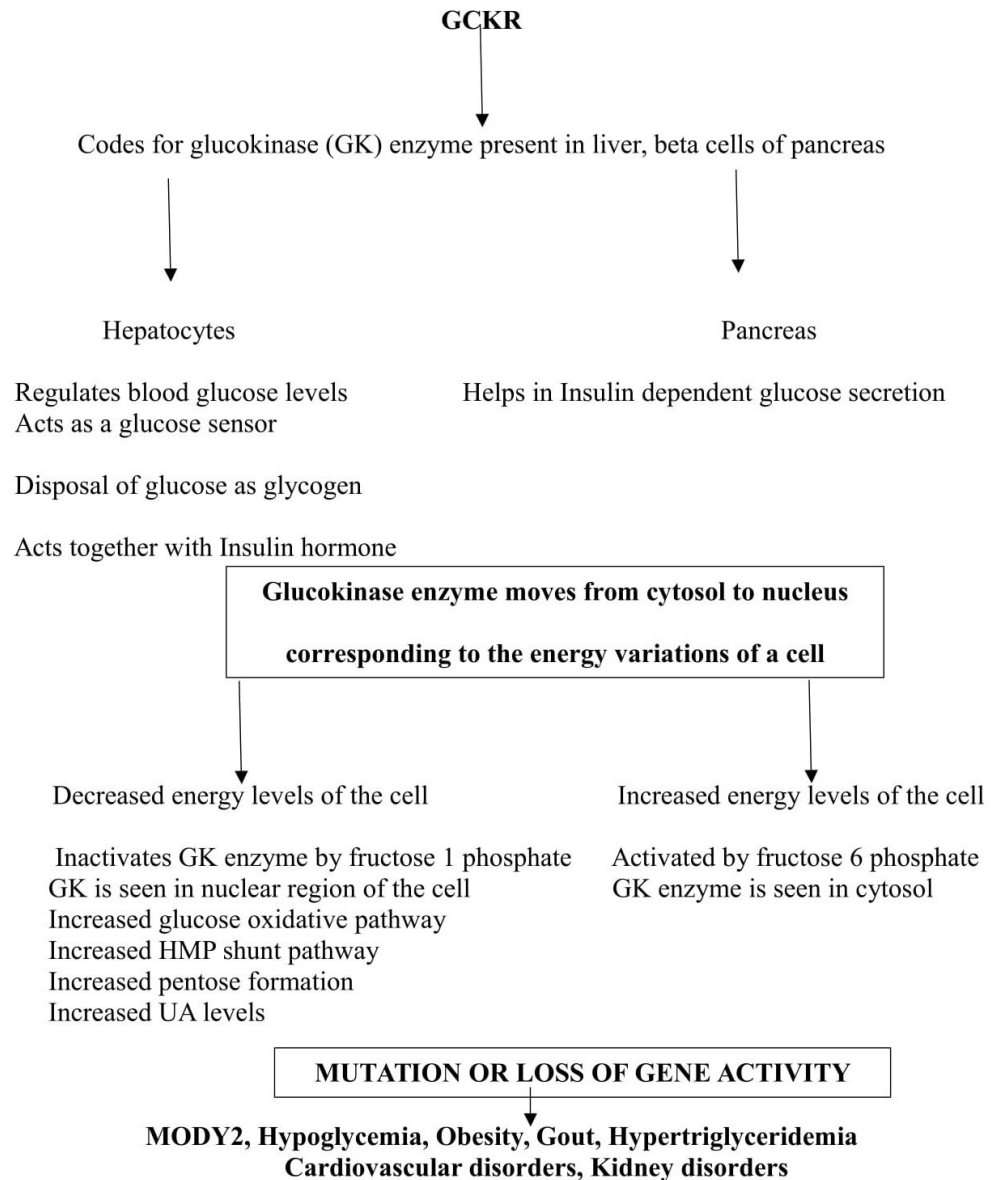 GCKR
Codes for glucokinase (GK) enzyme present in liver, beta cells of pancreas
Hepatocytes
Regulates blood glucose levels
Acts as a glucose sensor
Disposal of glucose as glycogen
Acts together with Insulin hormone
Pancreas
Helps in Insulin dependent glucose secretion
Glucokinase enzyme moves from cytosol to nucleus
corresponding to the energy variations of a cell
Decreased energy levels of the cell
Inactivates GK enzyme by fructose 1 phosphate
GK is seen in nuclear region of the cell
Increased glucose oxidative pathway
Increased HMP shunt pathway
Increased pentose formation
Increased UA levels
Increased energy levels of the cell
Activated by fructose 6 phosphate
GK enzyme is seen in cytosol
MUTATION OR LOSS OF GENE ACTIVITY
MODY2, Hypoglycemia, Obesity, Gout, Hypertriglyceridemia
Cardiovascular disorders, Kidney disorders